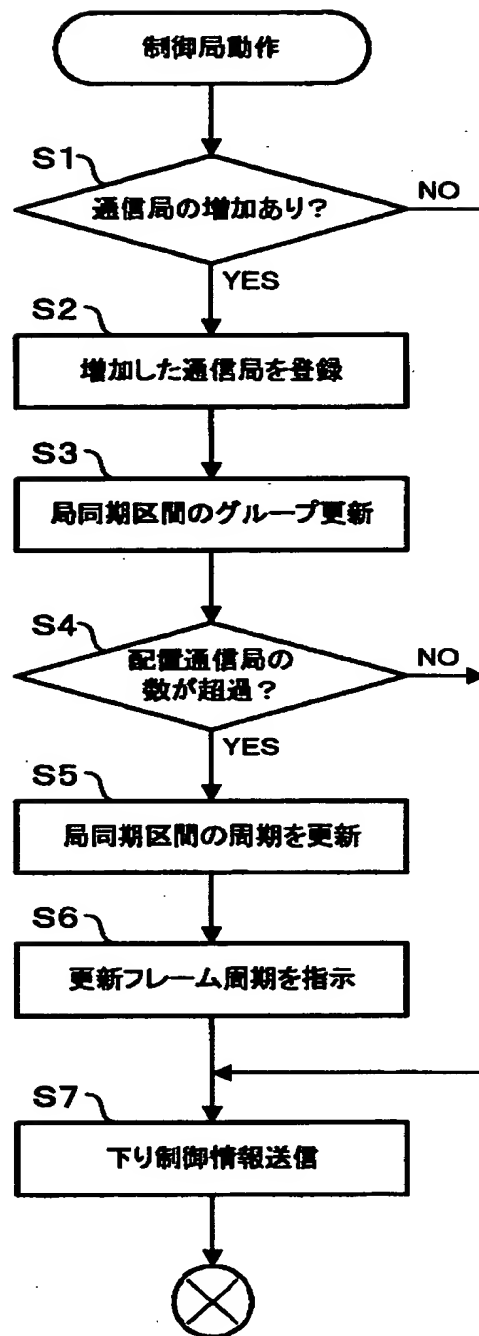 制御局動作
S1
通信局の増加あり？
NO
YES
S2
増加した通信局を登録
S3
局同期区間のグループ更新
S4
配置通信局の
数が超過？
NO
YES
S5
局同期区間の周期を更新
S6
更新フレーム周期を指示
S7
下り制御情報送信